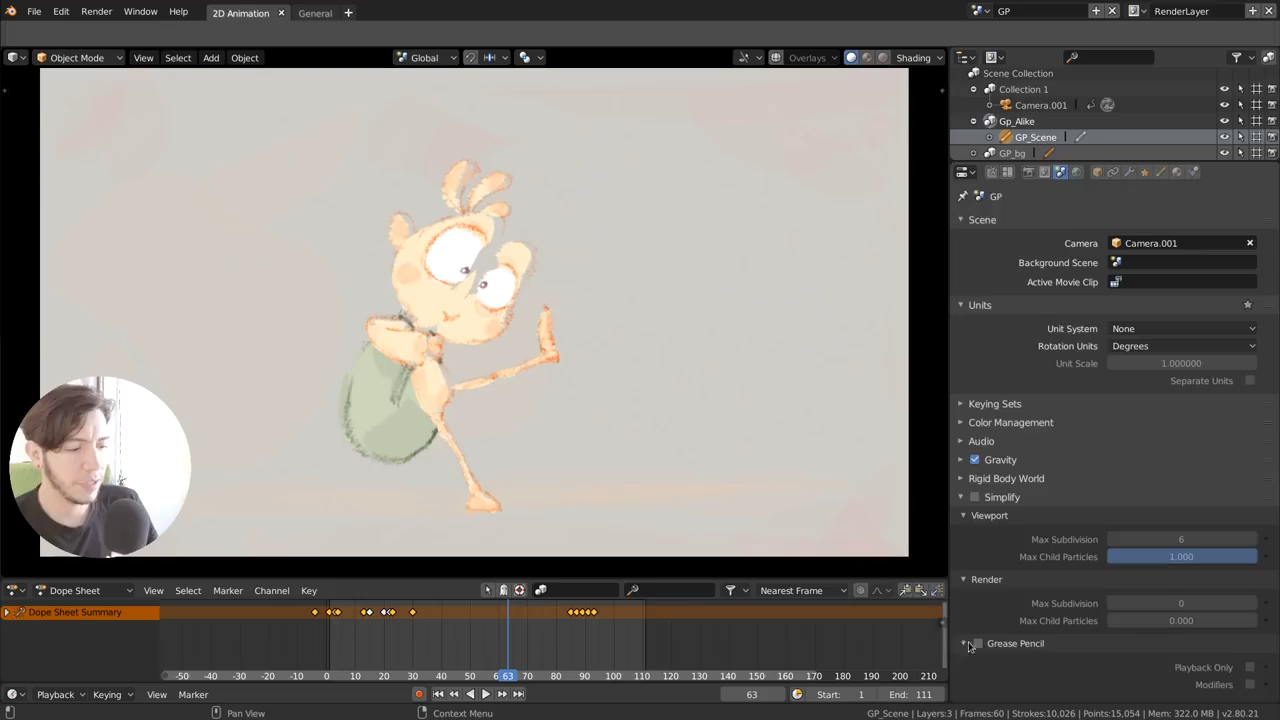 File Edit Render Window Help 2D Animation General GP RenderLayer
Object Mode View Select Add Object Global Overlays Shading
Scene Collection
Collection 1
Camera.001
Gp_Alike
GP_Scene
GP_bg
GP
Scene
Camera Camera.001
Background Scene
Active Movie Clip
Units
Unit System None
Rotation Units Degrees
Unit Scale 1.000000
Separate Units
Keying Sets
Color Management
Audio
Gravity
Rigid Body World
Simplify
Viewport
Max Subdivision 6
Max Child Particles 1.000
Render
Max Subdivision 0
Max Child Particles 0.000
Grease Pencil
Playback Only
Modifiers
Dope Sheet View Select Marker Channel Key Nearest Frame
Dope Sheet Summary
-50 -40 -30 -20 -10 0 10 20 30 40 50 6 63 70 80 90 100 110 120 130 140 150 160 170 180 190 200 210
Playback Keying View Marker 63 Start: 1 End: 111
Pan View Context Menu GP_Scene | Layers:3 | Frames:60 | Strokes:10,026 | Points:15,054 | Mem: 322.0 MB | v2.80.21